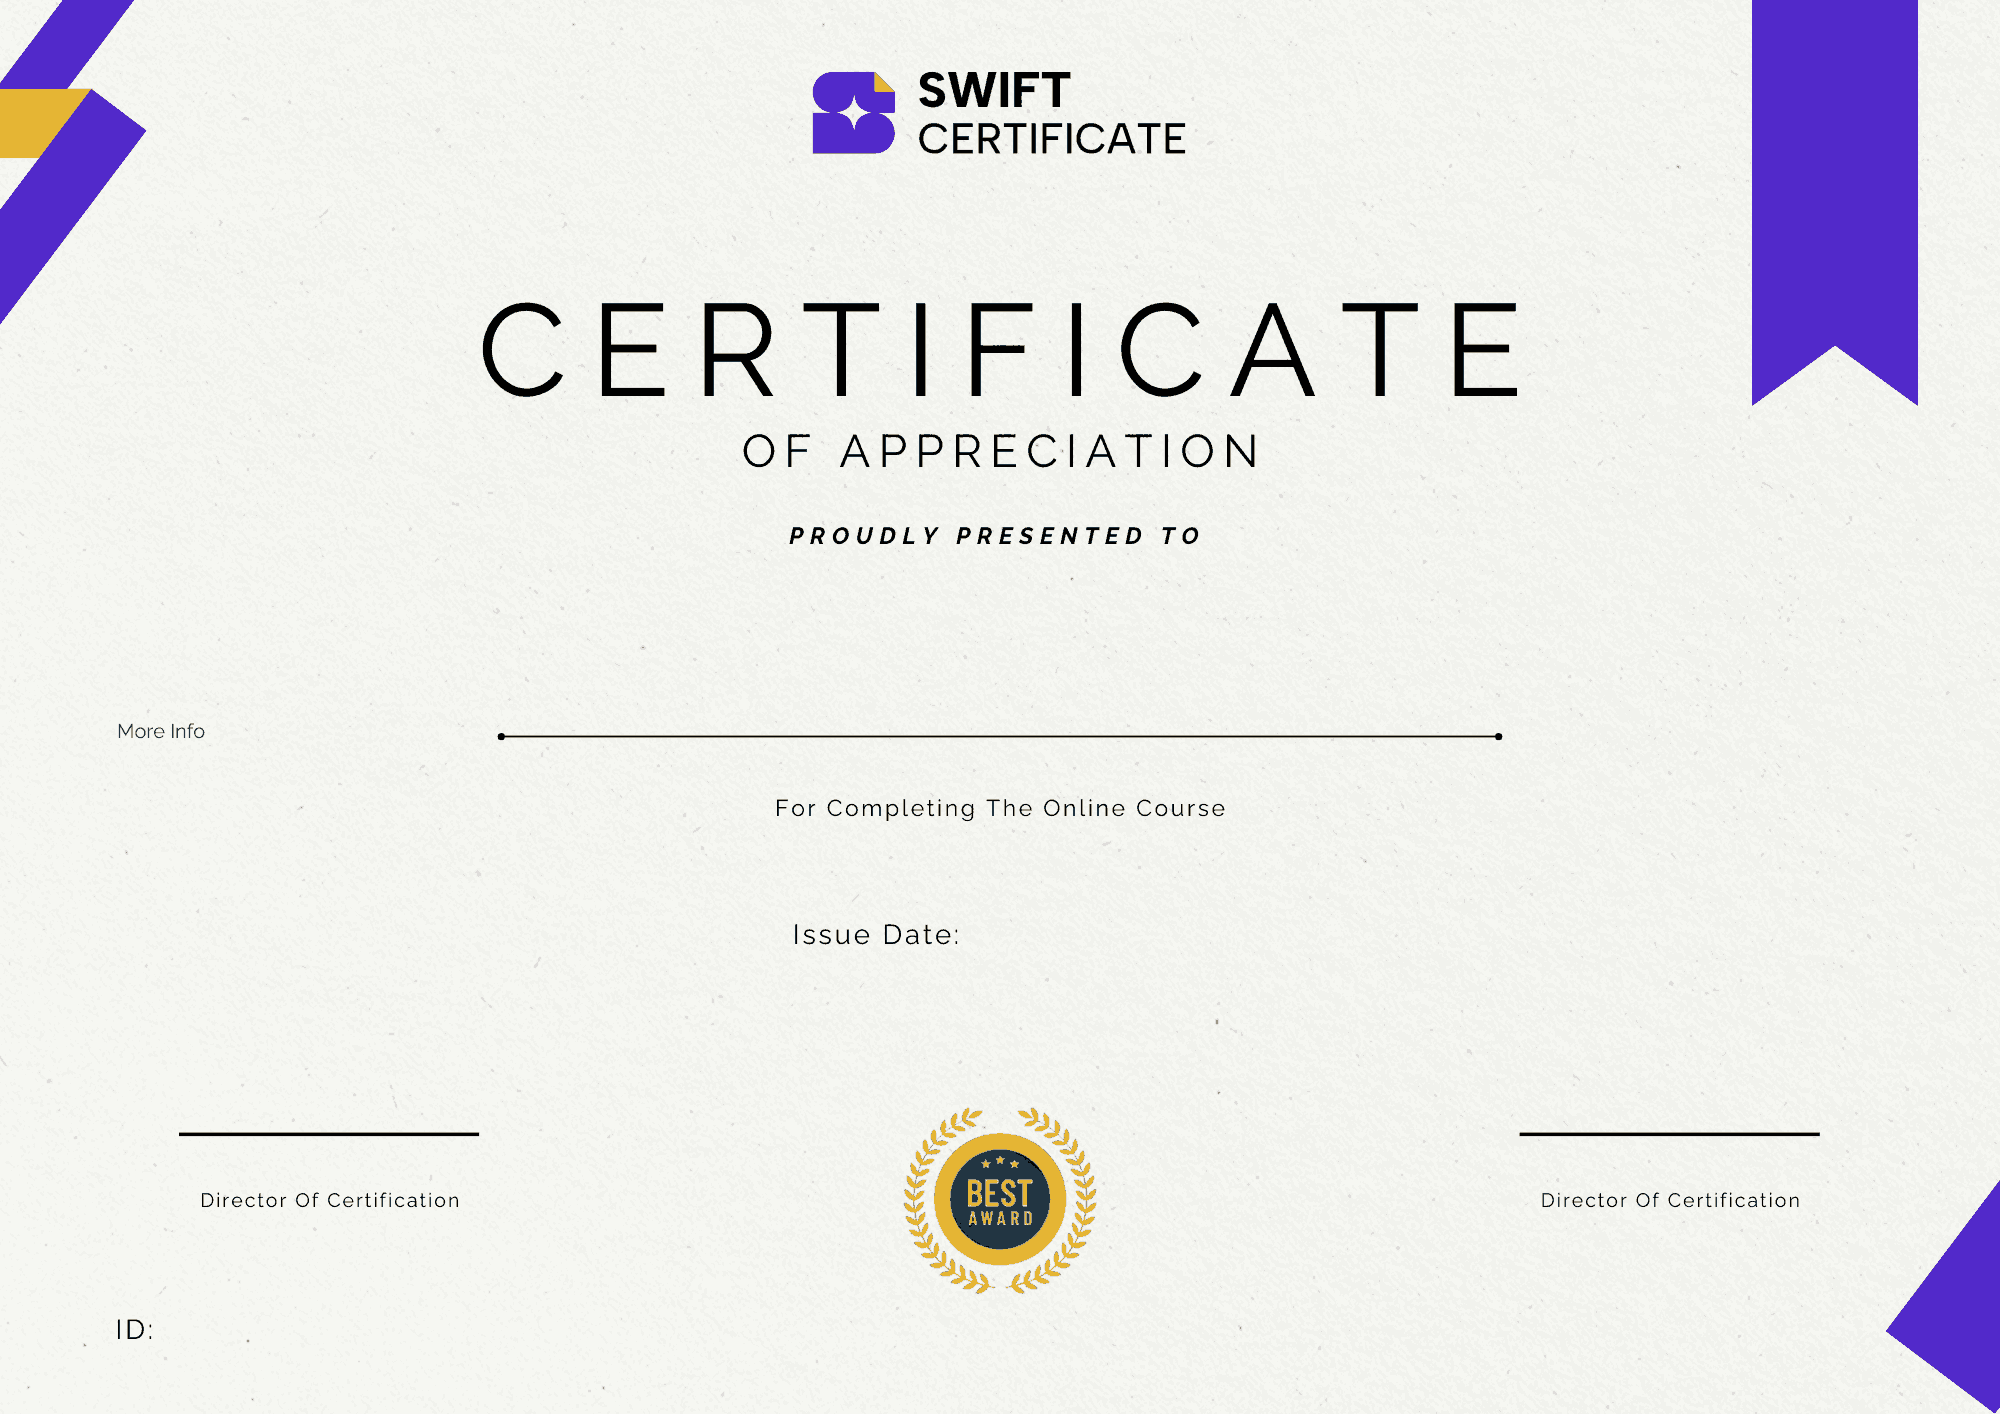 SWIFT
CERTIFICATE
CERTIFICATE
OF APPRECIATION
PROUDLY PRESENTED TO
More Info
For Completing The Online Course
Issue Date:
BEST
AWARD
Director Of Certification
Director Of Certification
ID: